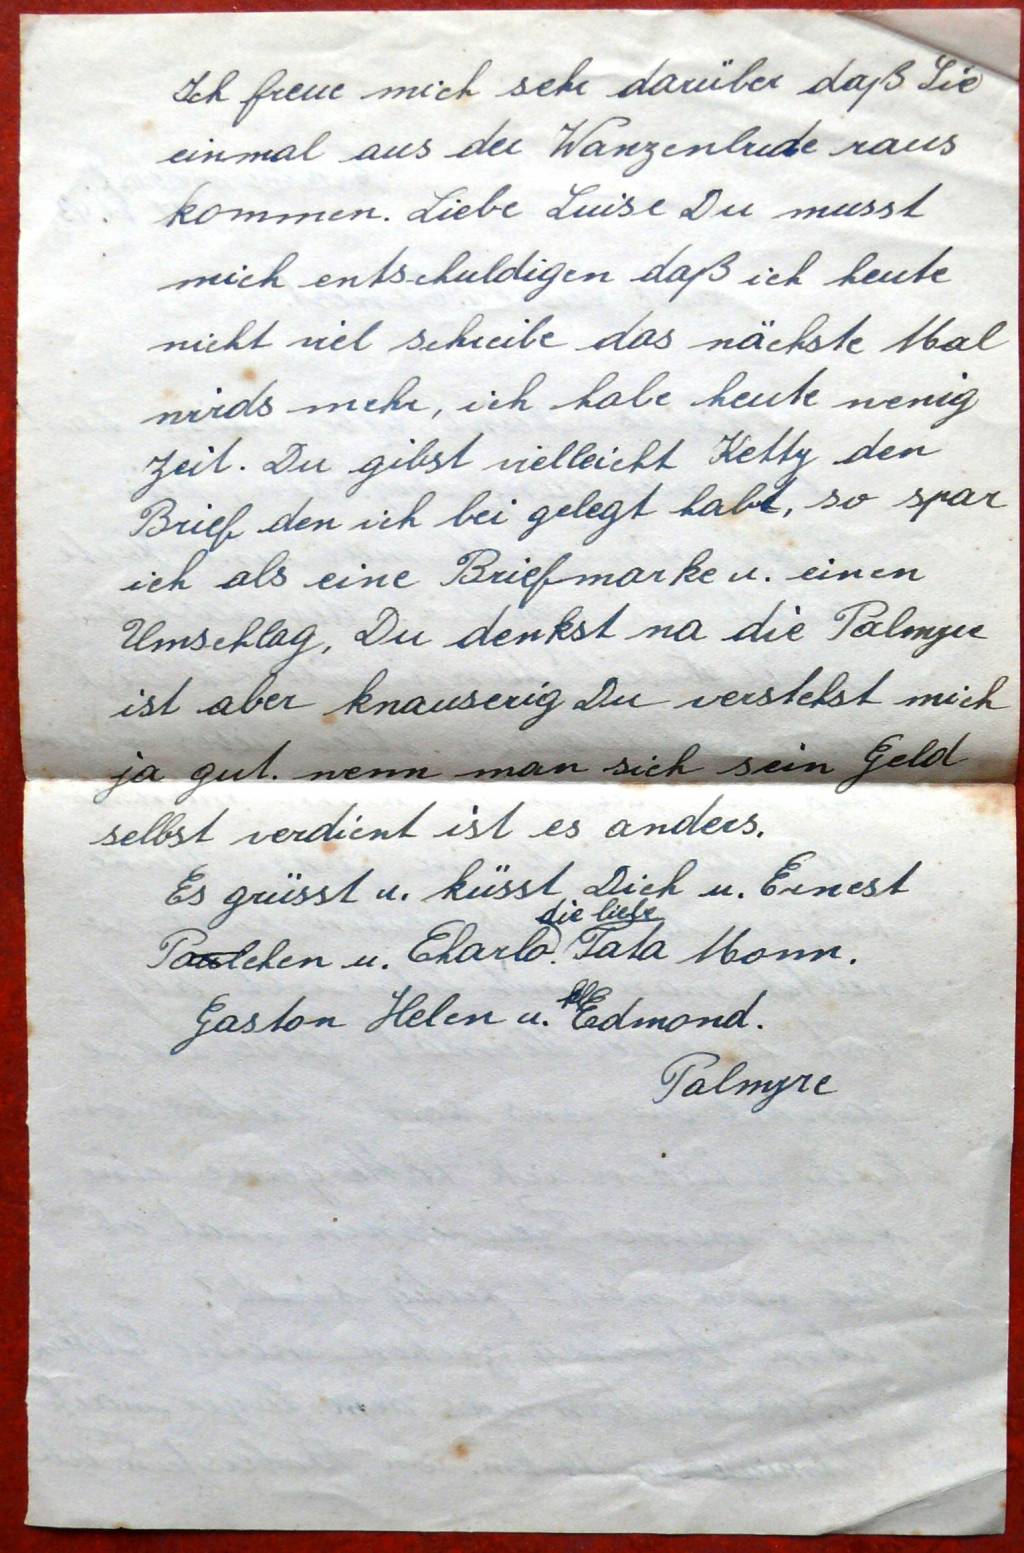 Ich freue mich sehr darüber daß Sie
einmal aus der Wanzenbude raus
kommen. Liebe Luise Du musst
mich entschuldigen daß ich heute
nicht viel schreibe das nächste Mal
wirds mehr, ich habe heute wenig
Zeit. Du gibst vielleicht Ketty den
Brief den ich bei gelegt habe, so spar
ich als eine Briefmarke u. einen
Umschlag, Du denkst na die Palmyre
ist aber knauserig Du verstehst mich
ja gut. wenn man sich sein Geld
selbst verdient ist es anders.
Es grüsst u. küsst Dich u. Ernest
die liebe
Paulchen u. Charlo. Tata Monn.
Gaston Helen u. Edmond.
Palmyre